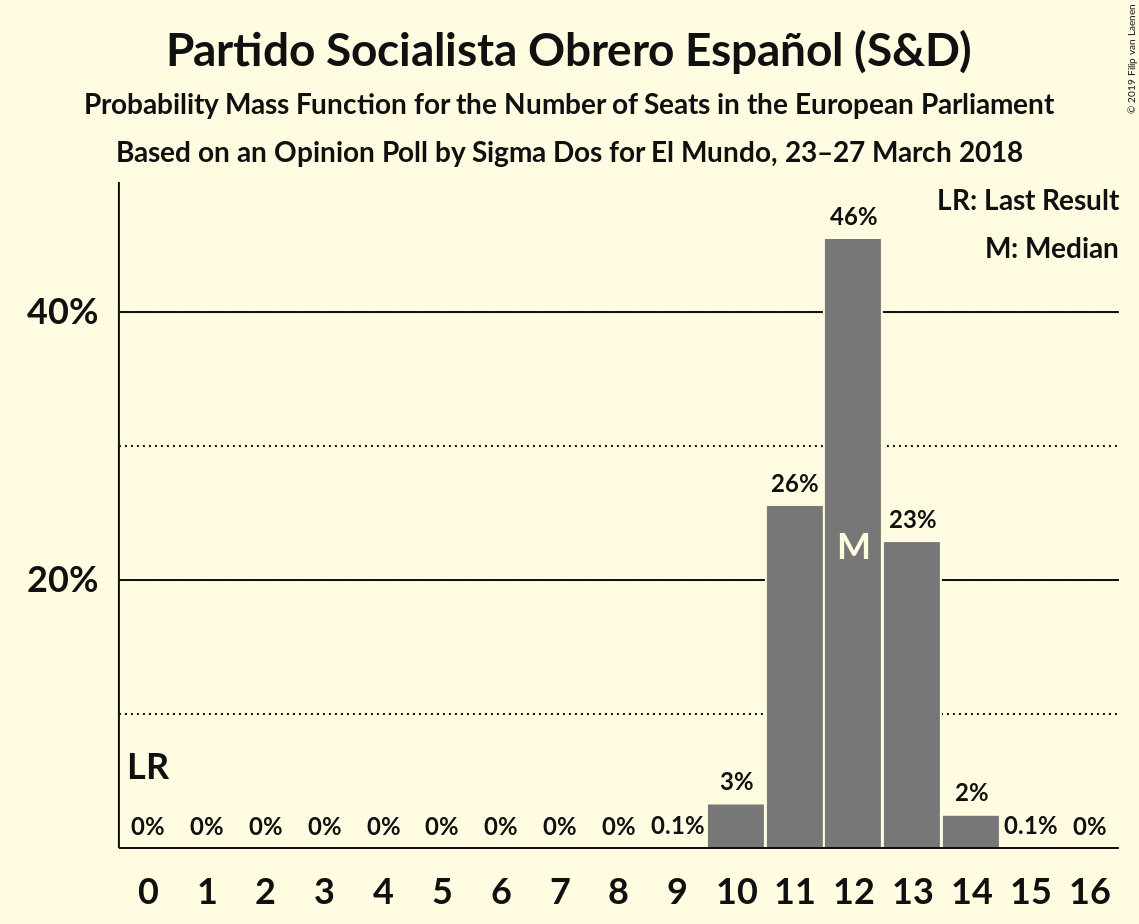 Partido Socialista Obrero Español (S&D)
Probability Mass Function for the Number of Seats in the European Parliament
Based on an Opinion Poll by Sigma Dos for El Mundo, 23–27 March 2018
© 2019 Filip van Laenen
LR: Last Result
M: Median
46%
40%
26%
23%
M
20%
LR
3%
2%
0% 0% 0% 0% 0% 0% 0% 0% 0% 0.1% 0.1% 0%
0 1 2 3 4 5 6 7 8 9 10 11 12 13 14 15 16